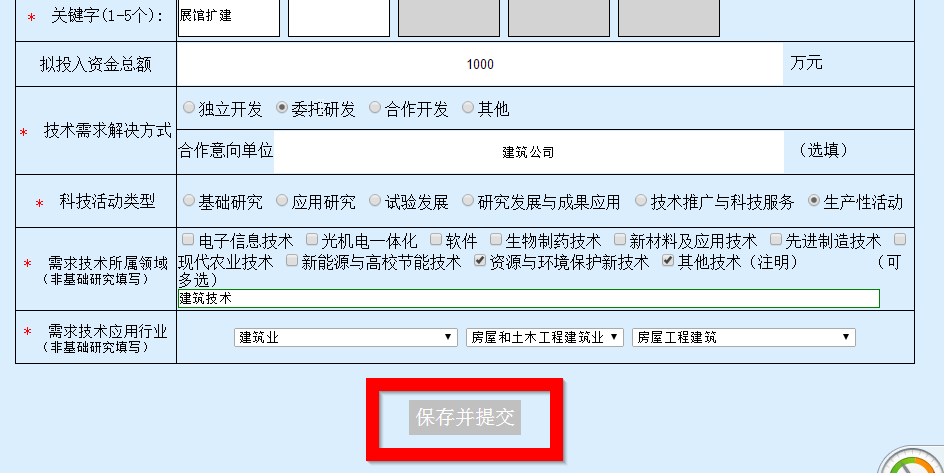 * 关键字(1-5个): 展馆扩建
拟投入资金总额 1000 万元
独立开发 委托研发 合作开发 其他
* 技术需求解决方式
合作意向单位 建筑公司 (选填)
* 科技活动类型 基础研究 应用研究 试验发展 研究发展与成果应用 技术推广与科技服务 生产性活动
电子信息技术 光机电一体化 软件 生物制药技术 新材料及应用技术 先进制造技术
* 需求技术所属领域 现代农业技术 新能源与高校节能技术 资源与环境保护新技术 其他技术(注明) (可
(非基础研究填写) 多选)
建筑技术
* 需求技术应用行业 建筑业 房屋和土木工程建筑业 房屋工程建筑
(非基础研究填写)
保存并提交